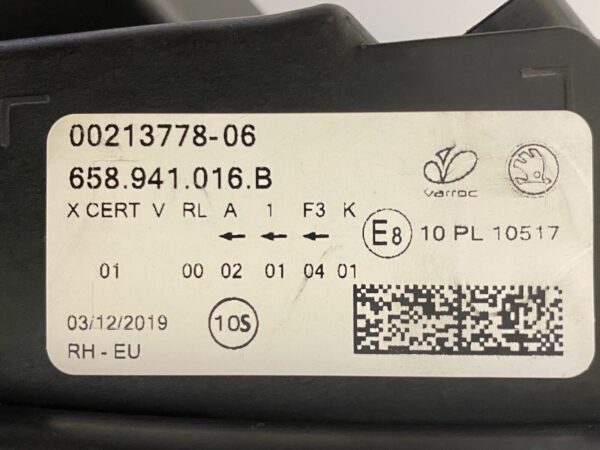 00213778-06
658.941.016.B
varroc
X CERT V RL A 1 F3 K
E8 10 PL 10517
01 00 02 01 04 01
03/12/2019 10S
RH - EU